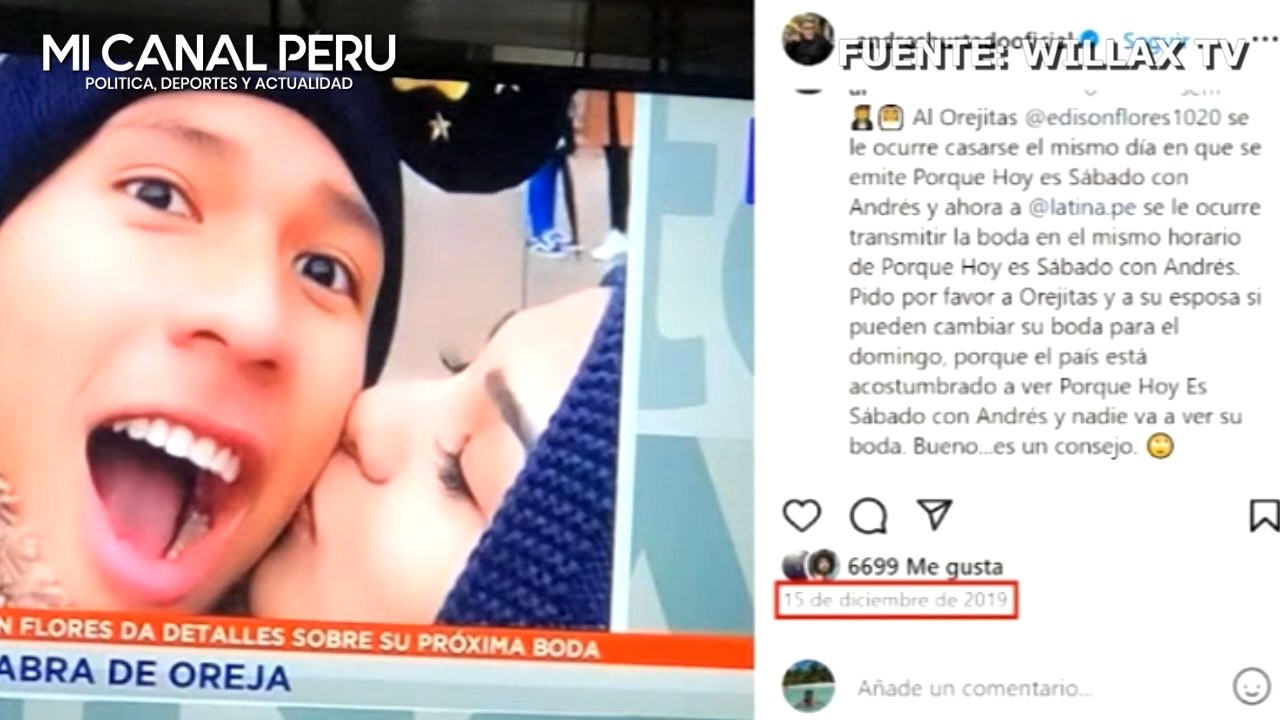 MI CANAL PERU
POLITICA, DEPORTES Y ACTUALIDAD
N FLORES DA DETALLES SOBRE SU PRÓXIMA BODA
ABRA DE OREJA
FUENTE: WILLAX TV
Al Orejitas @edisonflores1020 se
le ocurre casarse el mismo día en que se
emite Porque Hoy es Sábado con
Andrés y ahora a @latina.pe se le ocurre
transmitir la boda en el mismo horario
de Porque Hoy es Sábado con Andrés.
Pido por favor a Orejitas y a su esposa si
pueden cambiar su boda para el
domingo, porque el país está
acostumbrado a ver Porque Hoy Es
Sábado con Andrés y nadie va a ver su
boda. Bueno...es un consejo. 🙄
6699 Me gusta
15 de diciembre de 2019
Añade un comentario...